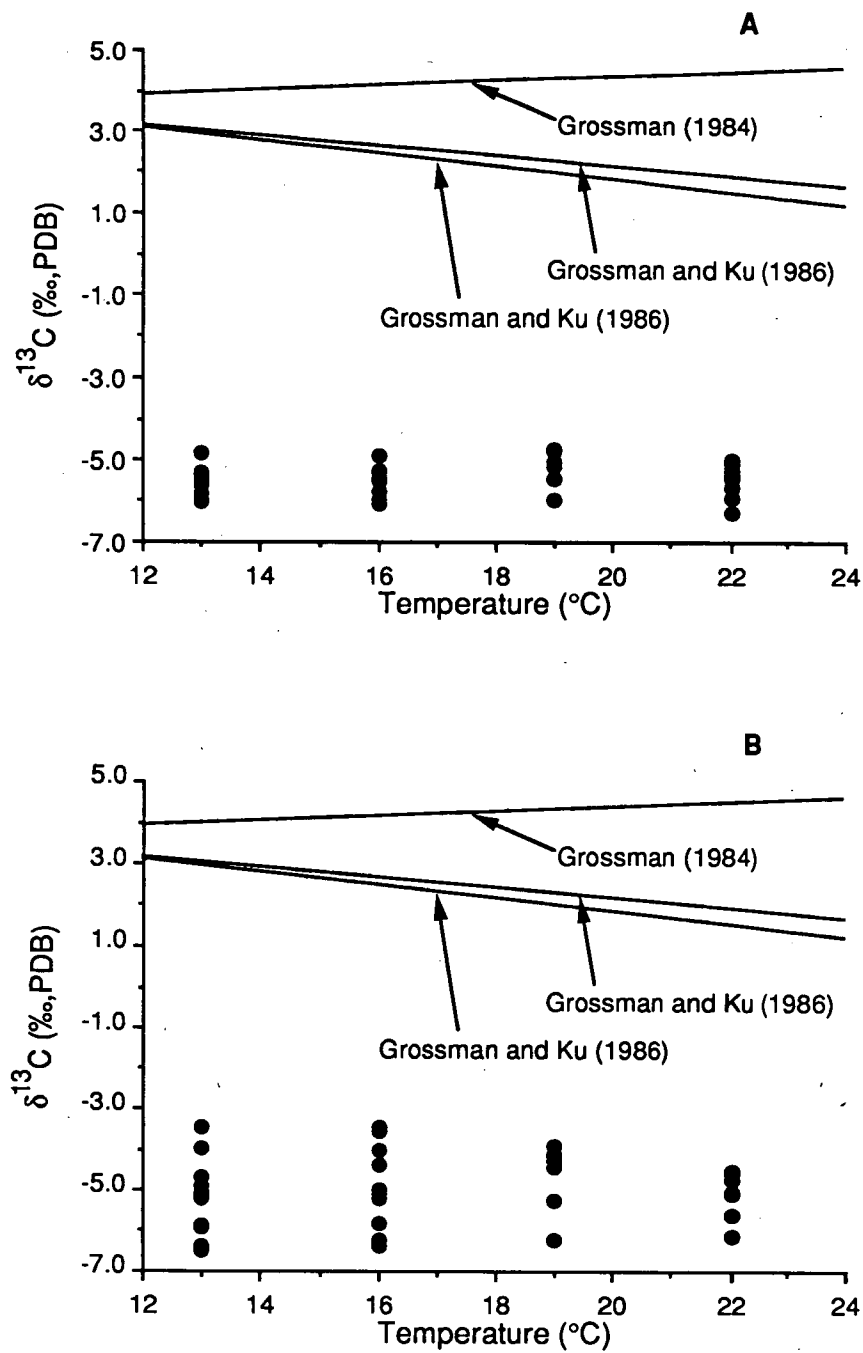 A
5.0
3.0
1.0
-1.0
-3.0
-5.0
-7.0
δ13C (‰,PDB)
Grossman (1984)
Grossman and Ku (1986)
Grossman and Ku (1986)
12 14 16 18 20 22 24
Temperature (°C)
B
5.0
3.0
1.0
-1.0
-3.0
-5.0
-7.0
δ13C (‰,PDB)
Grossman (1984)
Grossman and Ku (1986)
Grossman and Ku (1986)
12 14 16 18 20 22 24
Temperature (°C)